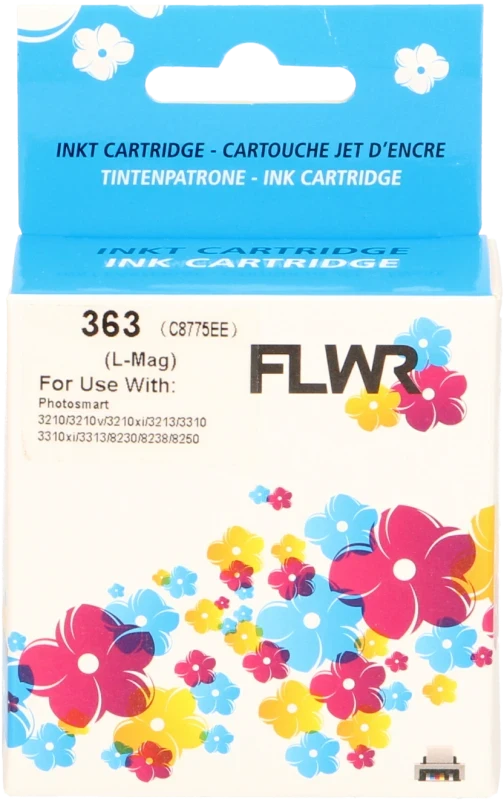 INKT CARTRIDGE - CARTOUCHE JET D'ENCRE
TINTENPATRONE - INK CARTRIDGE
INKT CARTRIDGE
INK CARTRIDGE
363 (C8775EE)
(L-Mag)
For Use With:
Photosmart
3210/3210v/3210xi/3213/3310
3310xi/3313/8230/8238/8250
FLWR